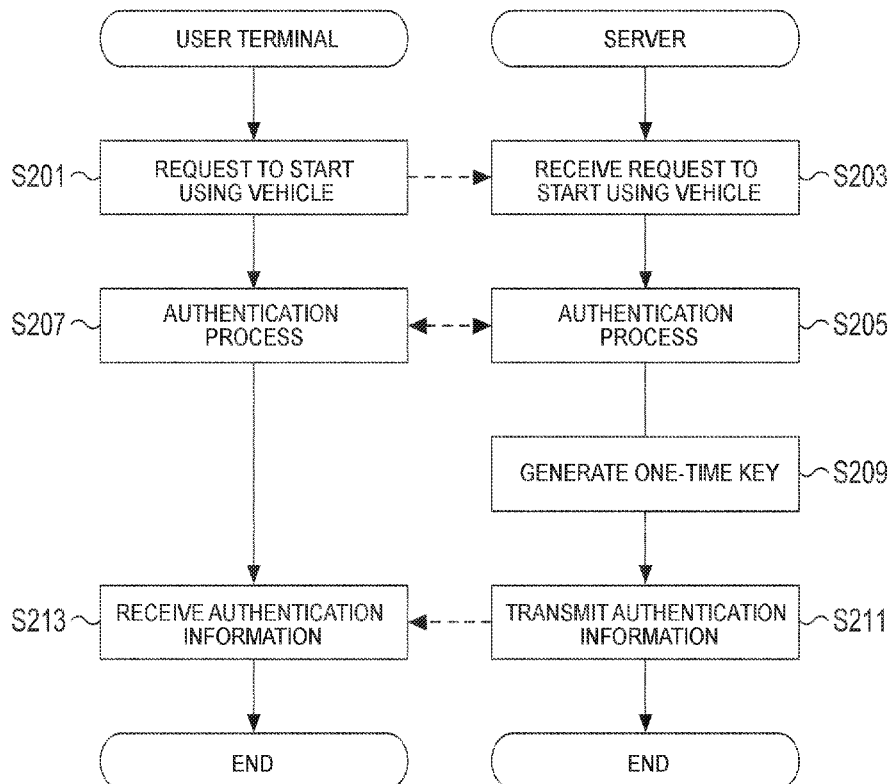 USER TERMINAL
SERVER
S201
REQUEST TO START
USING VEHICLE
RECEIVE REQUEST TO
START USING VEHICLE
S203
S207
AUTHENTICATION
PROCESS
AUTHENTICATION
PROCESS
S205
GENERATE ONE-TIME KEY
S209
S213
RECEIVE AUTHENTICATION
INFORMATION
TRANSMIT AUTHENTICATION
INFORMATION
S211
END
END